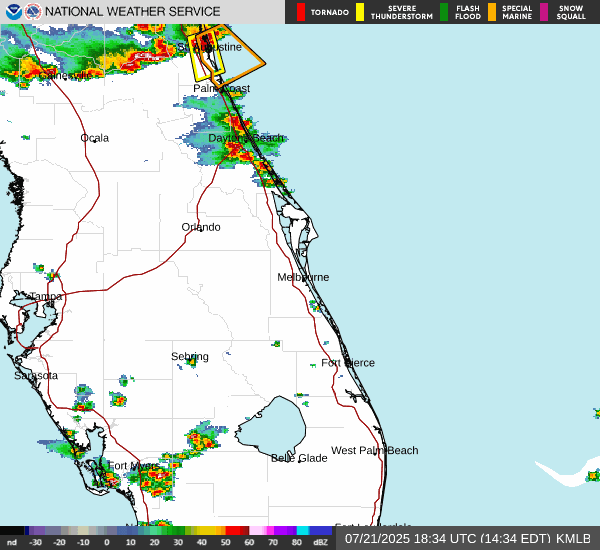 NATIONAL WEATHER SERVICE
TORNADO
SEVERE
THUNDERSTORM
FLASH
FLOOD
SPECIAL
MARINE
SNOW
SQUALL
St. Augustine
Gainesville
Palm Coast
Ocala
Daytona Beach
Orlando
Melbourne
Tampa
Sebring
Fort Pierce
Sarasota
West Palm Beach
Belle Glade
Fort Myers
Fort Lauderdale
nd -30 -20 -10 0 10 20 30 40 50 60 70 80 dBZ
07/21/2025 18:34 UTC (14:34 EDT) KMLB